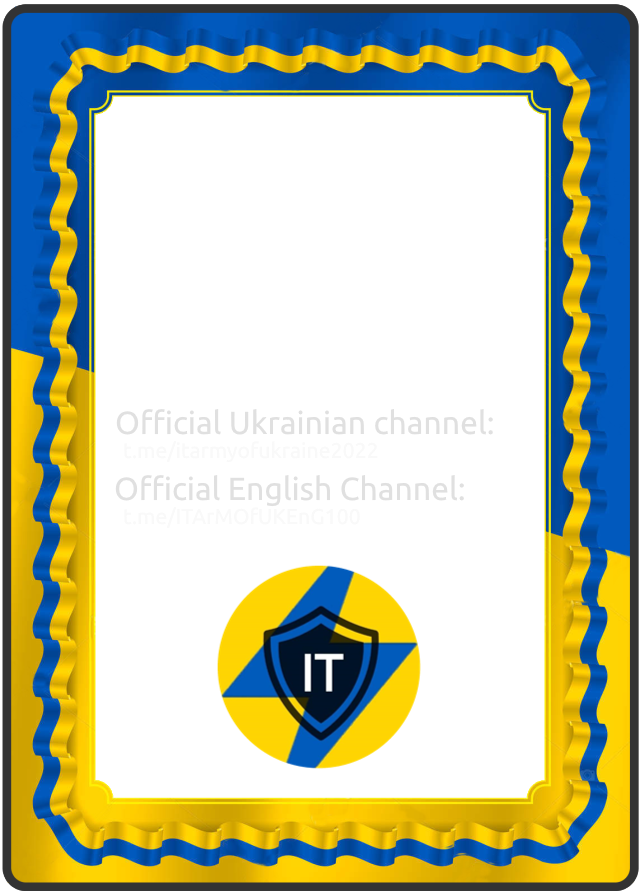 Official Ukrainian channel:
t.me/itarmyofukraine2022
Official English Channel:
t.me/ITArMOfUKEnG100
IT